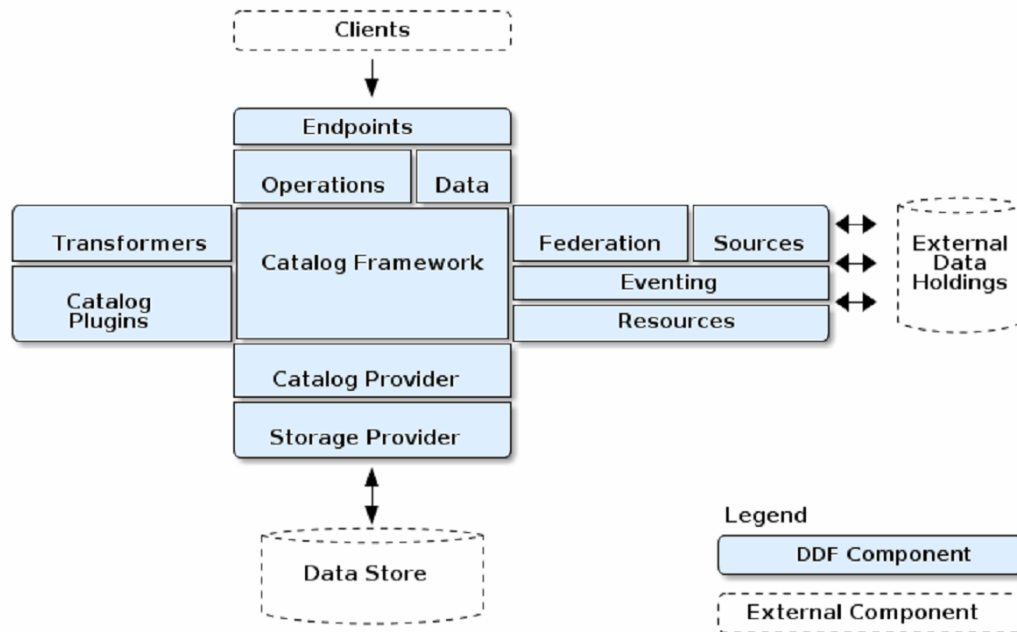 Clients
Endpoints
Operations
Data
Transformers
Catalog Framework
Federation
Sources
External
Data
Holdings
Catalog
Plugins
Eventing
Resources
Catalog Provider
Storage Provider
Data Store
Legend
DDF Component
External Component